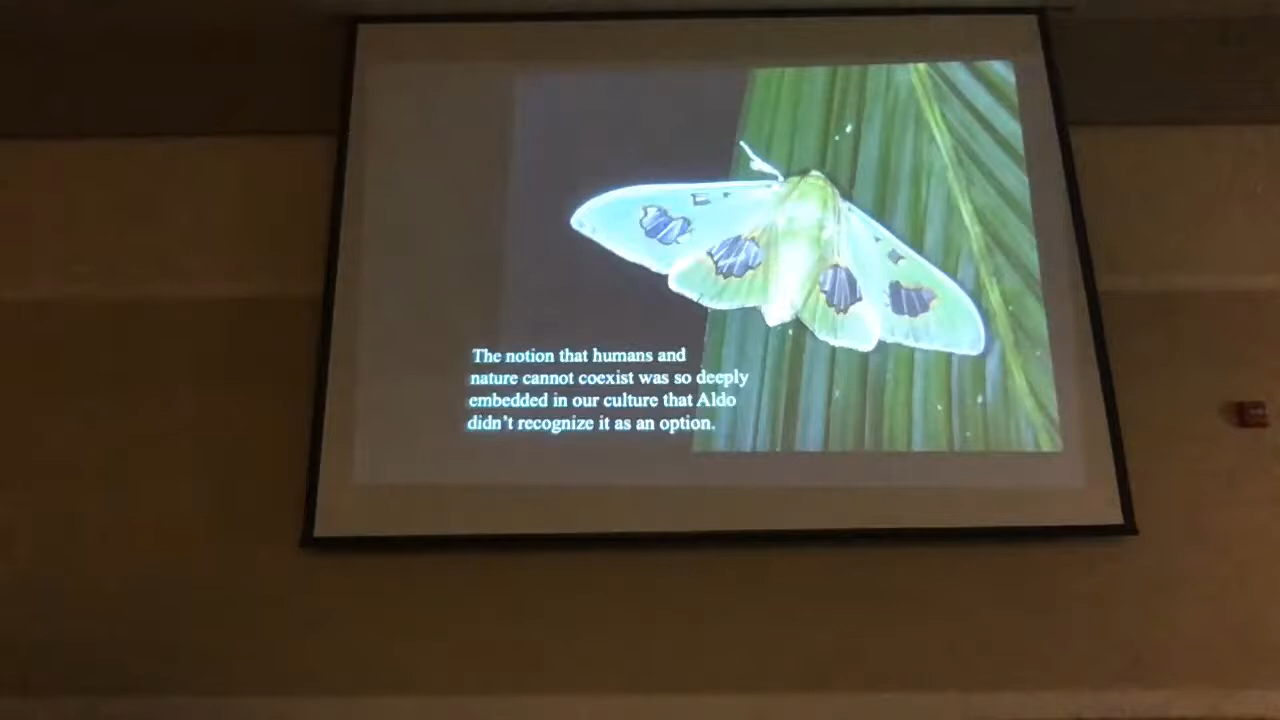 The notion that humans and
nature cannot coexist was so deeply
embedded in our culture that Aldo
didn't recognize it as an option.